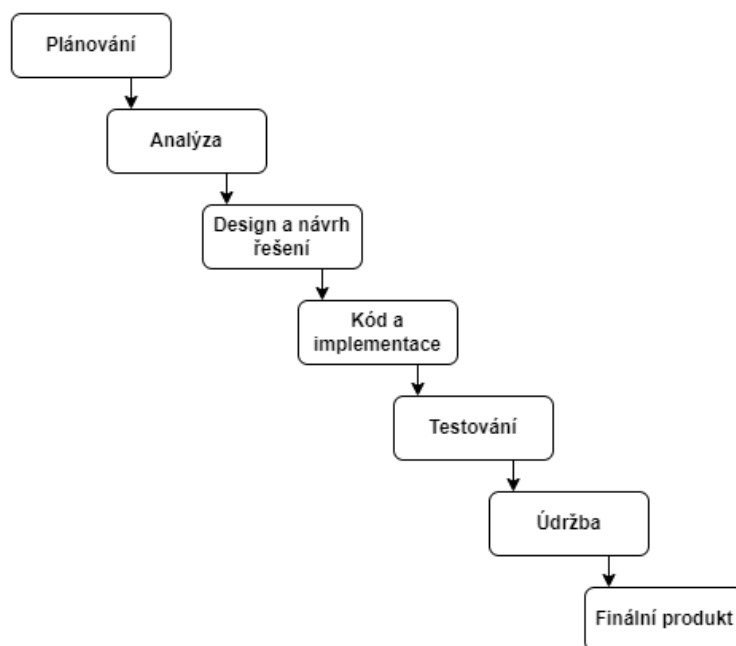 Plánování
Analýza
Design a návrh
řešení
Kód a
implementace
Testování
Údržba
Finální produkt